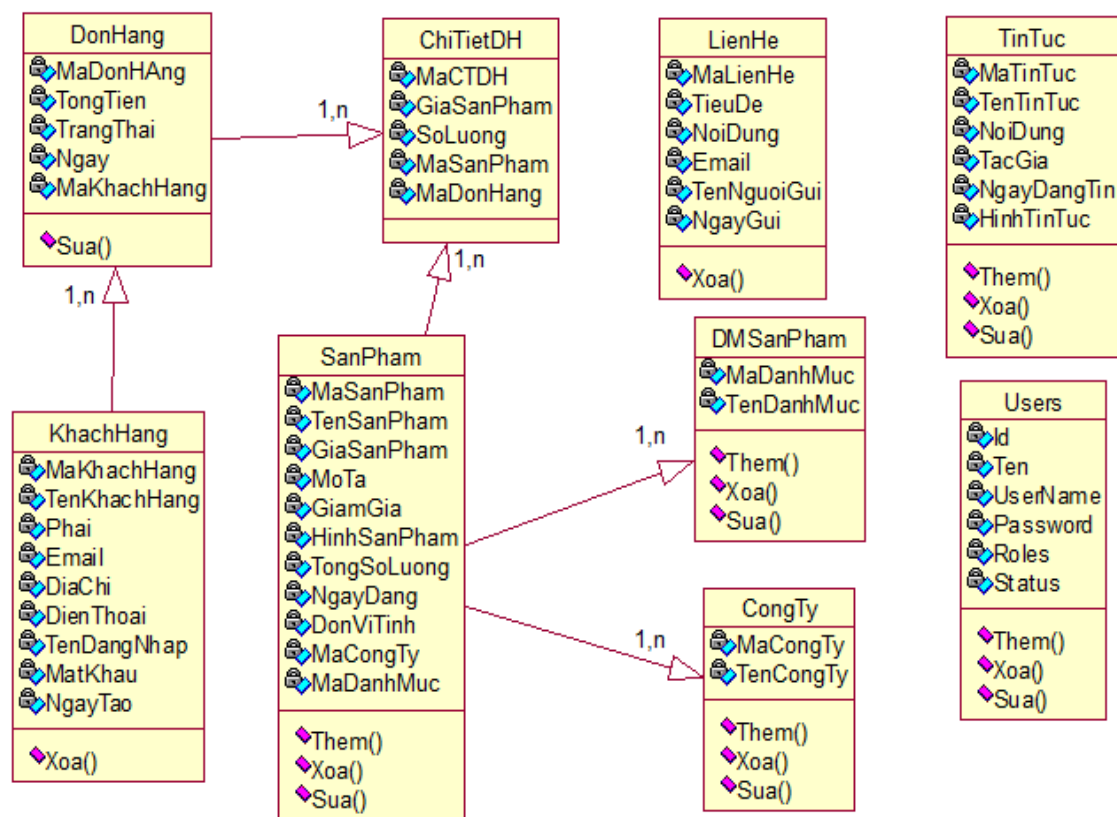 DonHang
MaDonHAng
TongTien
TrangThai
Ngay
MaKhachHang
Sua()
1,n
ChiTietDH
MaCTDH
GiaSanPham
SoLuong
MaSanPham
MaDonHang
LienHe
MaLienHe
TieuDe
NoiDung
Email
TenNguoiGui
NgayGui
Xoa()
TinTuc
MaTinTuc
TenTinTuc
NoiDung
TacGia
NgayDangTin
HinhTinTuc
Them()
Xoa()
Sua()
1,n
1,n
KhachHang
MaKhachHang
TenKhachHang
Phai
Email
DiaChi
DienThoai
TenDangNhap
MatKhau
NgayTao
Xoa()
SanPham
MaSanPham
TenSanPham
GiaSanPham
MoTa
GiamGia
HinhSanPham
TongSoLuong
NgayDang
DonViTinh
MaCongTy
MaDanhMuc
Them()
Xoa()
Sua()
1,n
DMSanPham
MaDanhMuc
TenDanhMuc
Them()
Xoa()
Sua()
1,n
CongTy
MaCongTy
TenCongTy
Them()
Xoa()
Sua()
Users
Id
Ten
UserName
Password
Roles
Status
Them()
Xoa()
Sua()